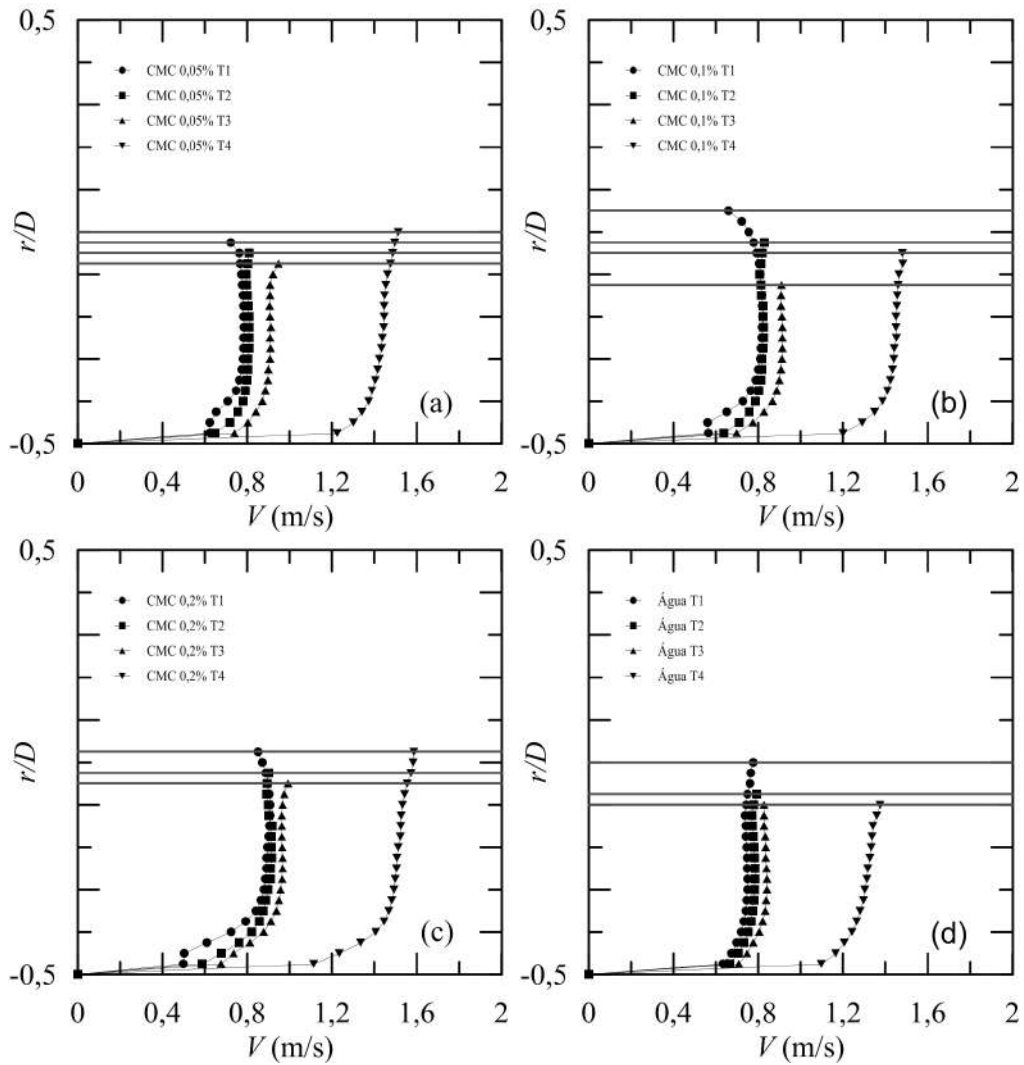 0,5
CMC 0,05% T1
CMC 0,05% T2
CMC 0,05% T3
CMC 0,05% T4
r/D
(a)
-0,5
0 0,4 0,8 1,2 1,6 2
V (m/s)
0,5
CMC 0,1% T1
CMC 0,1% T2
CMC 0,1% T3
CMC 0,1% T4
r/D
(b)
-0,5
0 0,4 0,8 1,2 1,6 2
V (m/s)
0,5
CMC 0,2% T1
CMC 0,2% T2
CMC 0,2% T3
CMC 0,2% T4
r/D
(c)
-0,5
0 0,4 0,8 1,2 1,6 2
V (m/s)
0,5
Água T1
Água T2
Água T3
Água T4
r/D
(d)
-0,5
0 0,4 0,8 1,2 1,6 2
V (m/s)